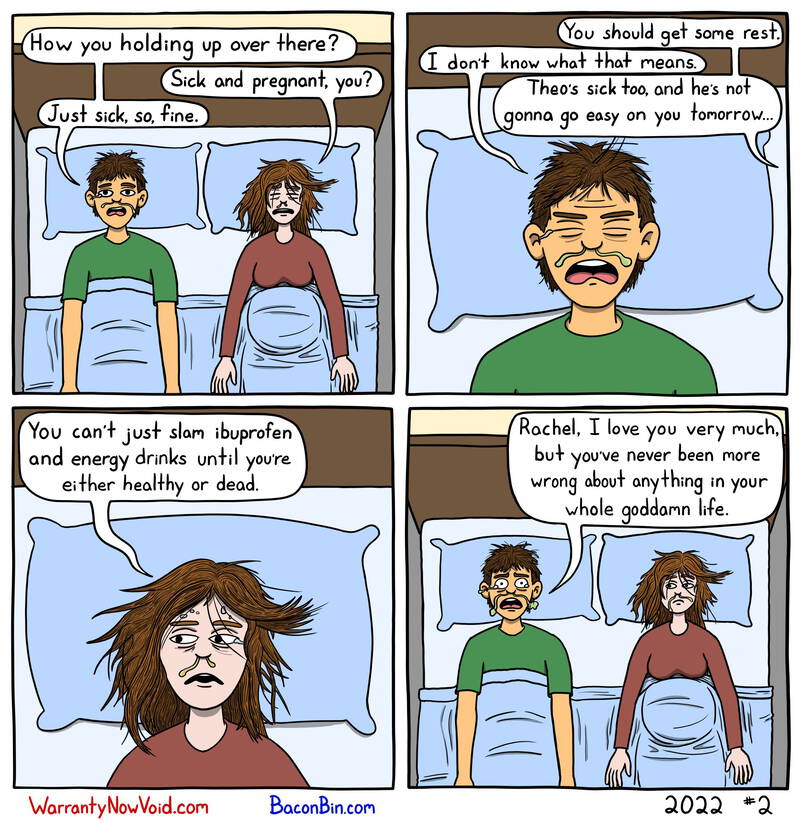 How you holding up over there?
Sick and pregnant, you?
Just sick, so, fine.
You should get some rest.
I don't know what that means.
Theo's sick too, and he's not
gonna go easy on you tomorrow...
You can't just slam ibuprofen
and energy drinks until you're
either healthy or dead.
Rachel, I love you very much,
but you've never been more
wrong about anything in your
whole goddamn life.
WarrantyNowVoid.com
BaconBin.com
2022 #2